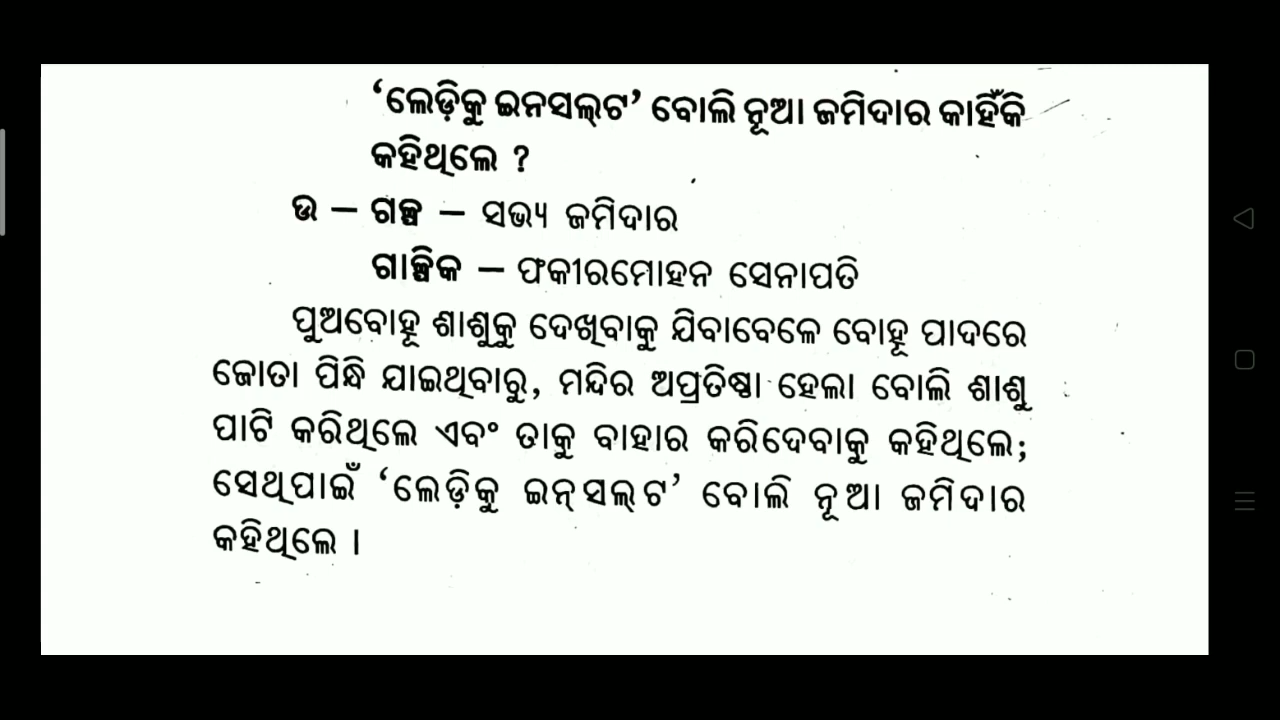 ‘ଲେଡ଼ିକୁ ଇନସଲ୍‌ଟ’ ବୋଲି ନୂଆ ଜମିଦାର କାହିଁକି
କହିଥିଲେ ?
ଉ – ଗଳ୍ପ – ସଭ୍ୟ ଜମିଦାର
ଗାଳ୍ପିକ – ଫକୀରମୋହନ ସେନାପତି
ପୁଅବୋହୂ ଶାଶୁକୁ ଦେଖିବାକୁ ଯିବାବେଳେ ବୋହୂ ପାଦରେ
ଜୋତା ପିନ୍ଧି ଯାଇଥିବାରୁ, ମନ୍ଦିର ଅପ୍ରତିଷ୍ଠା ହେଲା ବୋଲି ଶାଶୁ
ପାଟି କରିଥିଲେ ଏବଂ ତାକୁ ବାହାର କରିଦେବାକୁ କହିଥିଲେ;
ସେଥିପାଇଁ ‘ଲେଡ଼ିକୁ ଇନ୍‌ସଲ୍‌ଟ’ ବୋଲି ନୂଆ ଜମିଦାର
କହିଥିଲେ ।